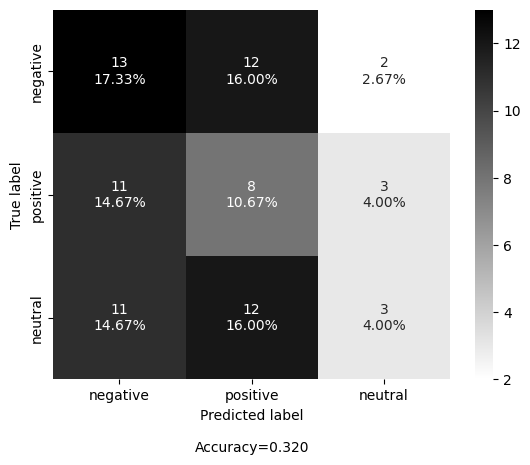 13 12 2
17.33% 16.00% 2.67%
negative
11 8 3
14.67% 10.67% 4.00%
positive
True label
11 12 3
14.67% 16.00% 4.00%
neutral
negative positive neutral
Predicted label
Accuracy=0.320
12
10
8
6
4
2